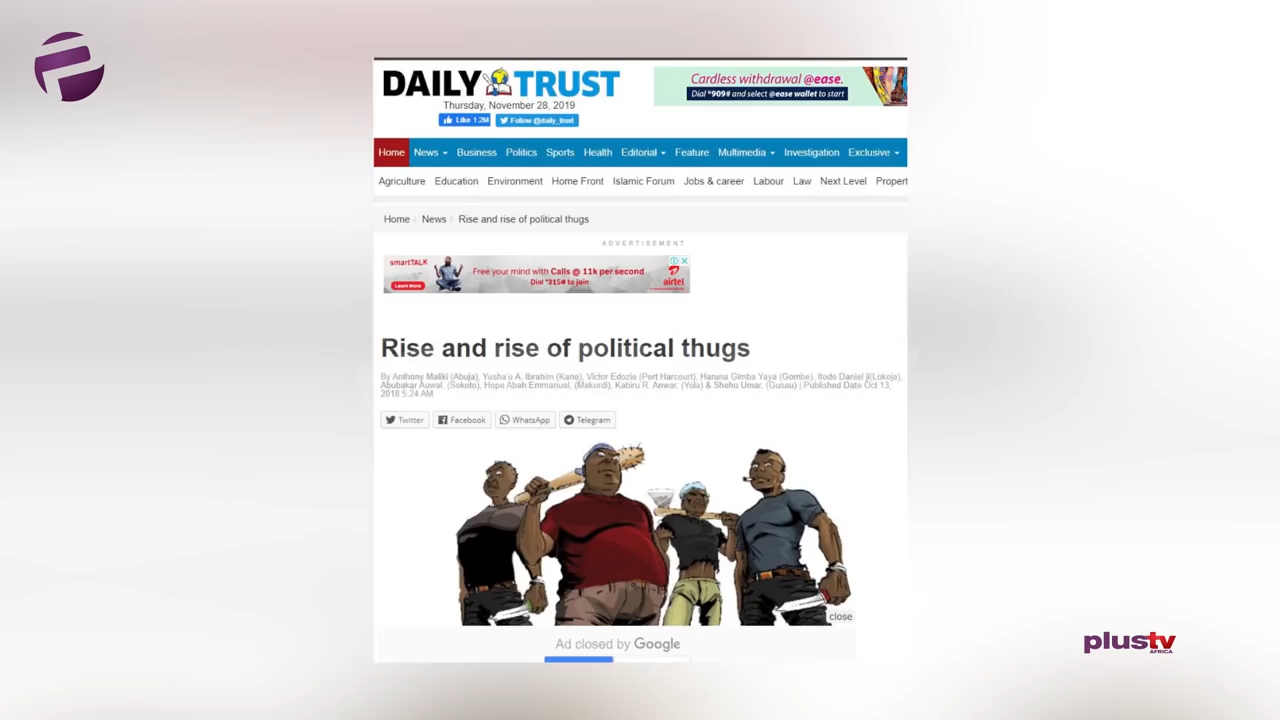 DAILY TRUST
Thursday, November 28, 2019
Like 1.2M Follow @daily_trust
Cardless withdrawal @ease.
Dial *909# and select @ease wallet to start
Home News Business Politics Sports Health Editorial Feature Multimedia Investigation Exclusive
Agriculture Education Environment Home Front Islamic Forum Jobs & career Labour Law Next Level Propert
Home / News / Rise and rise of political thugs
ADVERTISEMENT
smartTALK
Learn More
Free your mind with Calls @ 11k per second
Dial *315# to join
airtel
Rise and rise of political thugs
By Anthony Maliki (Abuja), Yusha'u A. Ibrahim (Kano), Victor Edozie (Port Harcourt), Haruna Gimba Yaya (Gombe), Itodo Daniel (Lokoja),
Abubakar Auwal, (Sokoto), Hope Abah Emmanuel, (Makurdi), Kabiru R. Anwar, (Yola) & Shehu Umar, (Gusau) | Published Date Oct 13,
2018 5:24 AM
Twitter Facebook WhatsApp Telegram
close
Ad closed by Google
plustv
AFRICA